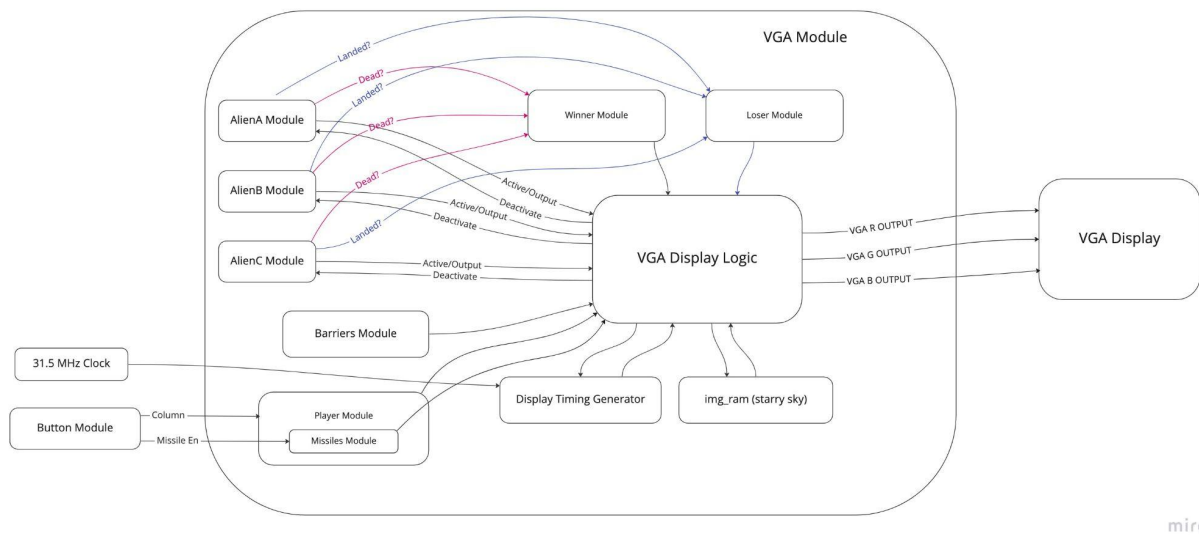 VGA Module
Landed?
Dead?
Landed?
AlienA Module
Winner Module
Loser Module
Dead?
AlienB Module
Dead?
Active/Output
Deactivate
Active/Output
Deactivate
Landed?
AlienC Module
Active/Output
Deactivate
VGA Display Logic
VGA R OUTPUT
VGA G OUTPUT
VGA B OUTPUT
VGA Display
Barriers Module
31.5 MHz Clock
Display Timing Generator
img_ram (starry sky)
Button Module
Column
Missile En
Player Module
Missiles Module
miro